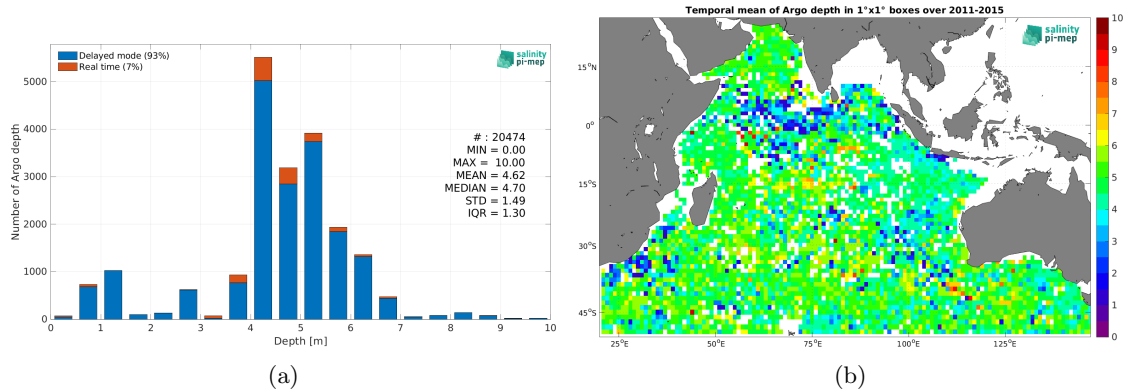 Delayed mode (93%)
Real time (7%)
salinity
pi-mep
# : 20474
MIN = 0.00
MAX = 10.00
MEAN = 4.62
MEDIAN = 4.70
STD = 1.49
IQR = 1.30
Number of Argo depth
5000
4000
3000
2000
1000
0
0 1 2 3 4 5 6 7 8 9 10
Depth [m]
(a)
Temporal mean of Argo depth in 1°x1° boxes over 2011-2015
salinity
pi-mep
15°N
0°
15°S
30°S
45°S
25°E 50°E 75°E 100°E 125°E
10
9
8
7
6
5
4
3
2
1
0
(b)